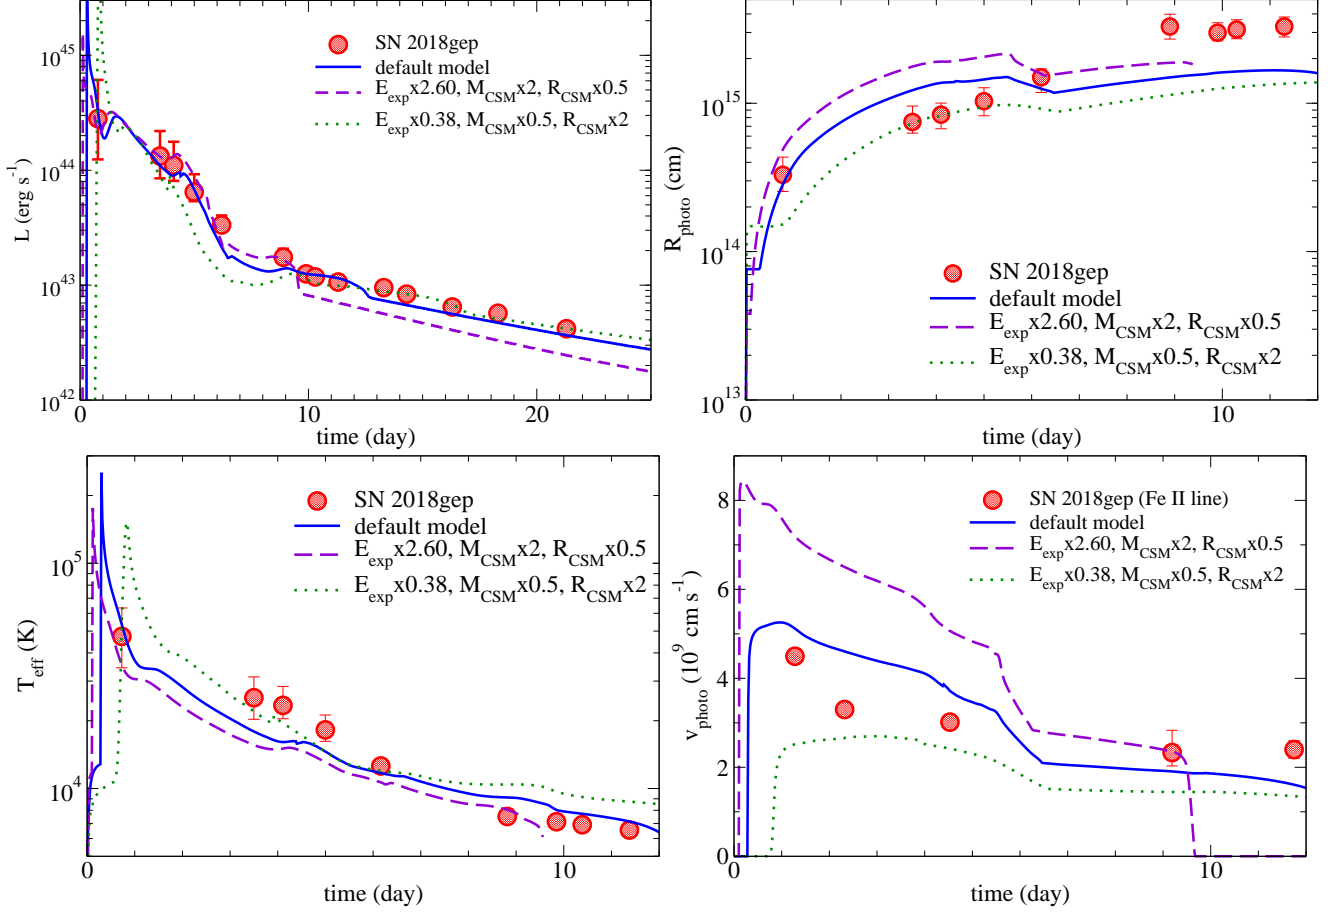 10^45
10^44
10^43
10^42
L (erg s^-1)
0
10
20
time (day)
SN 2018gep
default model
E_exp x2.60, M_CSM x2, R_CSM x0.5
E_exp x0.38, M_CSM x0.5, R_CSM x2
10^15
10^14
10^13
R_photo (cm)
0
10
time (day)
SN 2018gep
default model
E_exp x2.60, M_CSM x2, R_CSM x0.5
E_exp x0.38, M_CSM x0.5, R_CSM x2
10^5
10^4
T_eff (K)
0
10
time (day)
SN 2018gep
default model
E_exp x2.60, M_CSM x2, R_CSM x0.5
E_exp x0.38, M_CSM x0.5, R_CSM x2
8
6
4
2
0
v_photo (10^9 cm s^-1)
0
10
time (day)
SN 2018gep (Fe II line)
default model
E_exp x2.60, M_CSM x2, R_CSM x0.5
E_exp x0.38, M_CSM x0.5, R_CSM x2